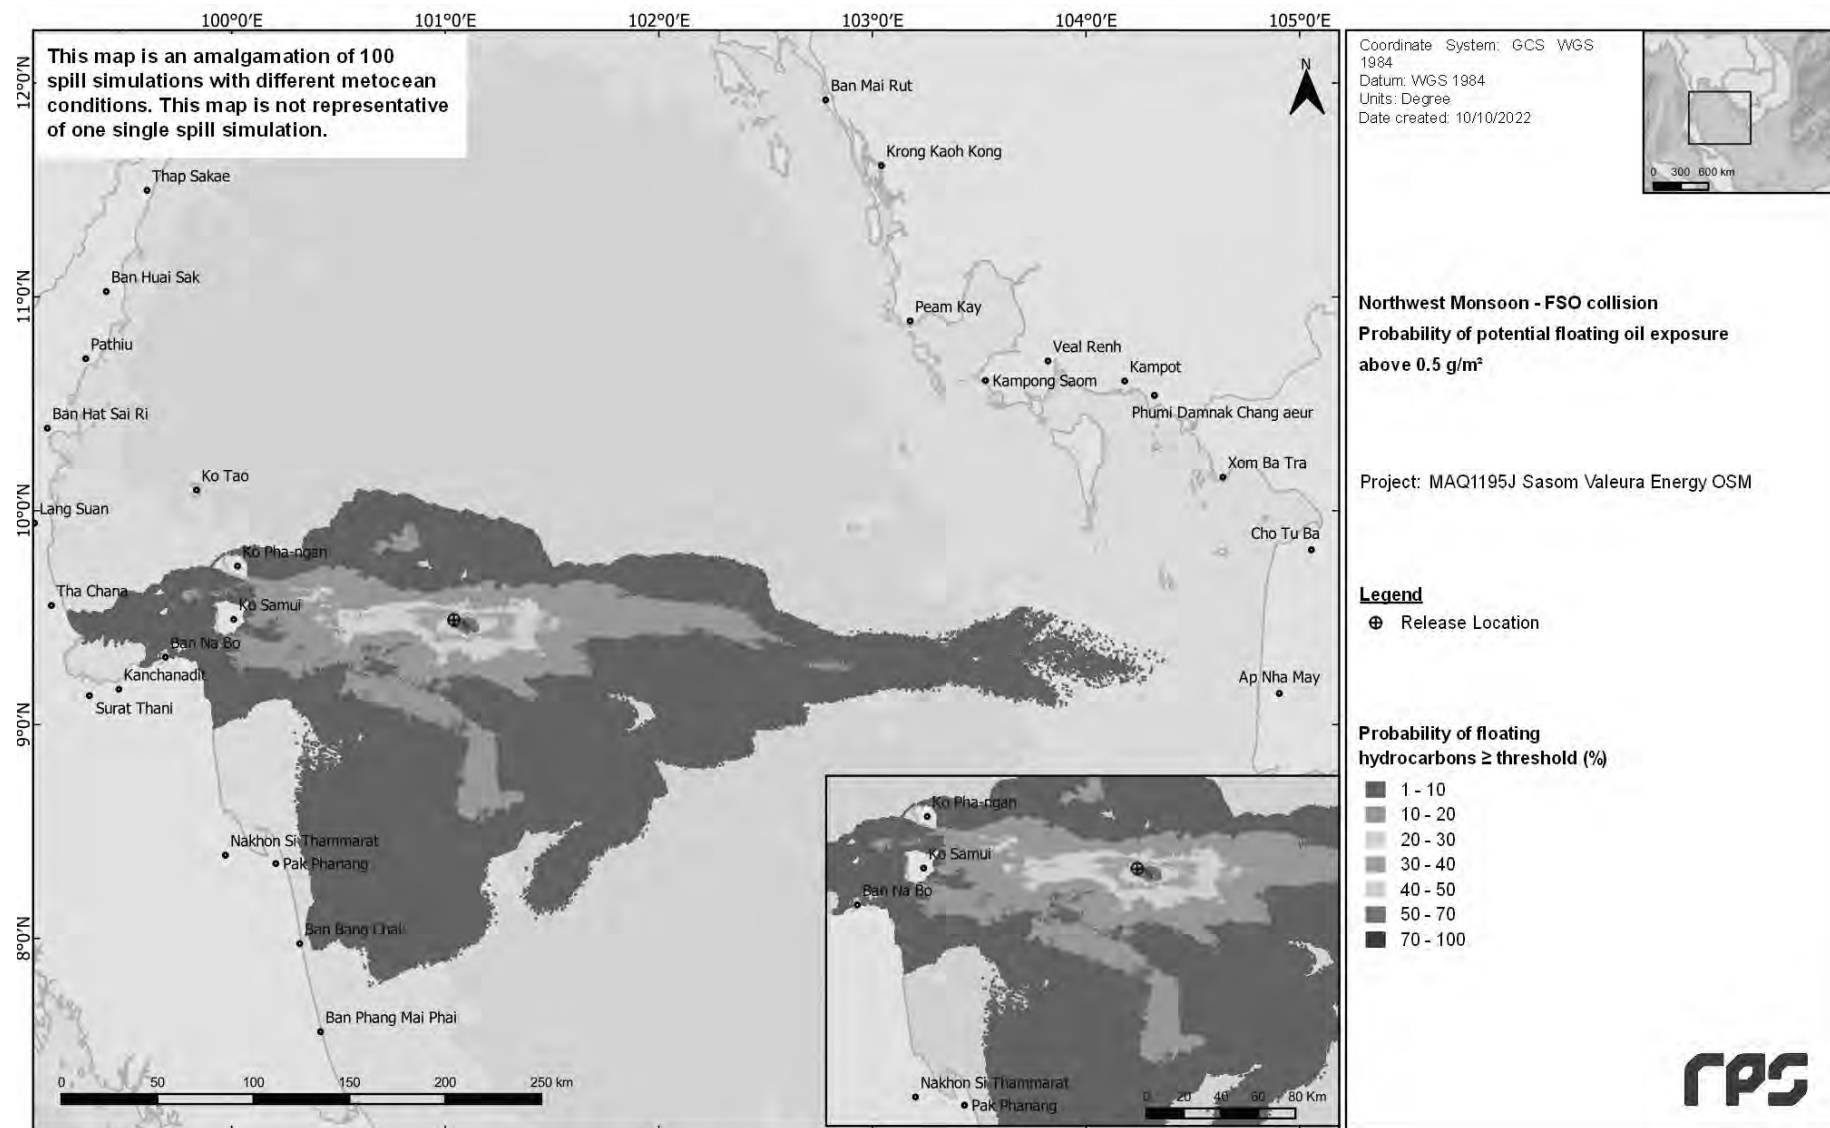 100°0'E
101°0'E
102°0'E
103°0'E
104°0'E
105°0'E
12°0'N
11°0'N
10°0'N
9°0'N
8°0'N
This map is an amalgamation of 100
spill simulations with different metocean
conditions. This map is not representative
of one single spill simulation.
N
Ban Mai Rut
Krong Kaoh Kong
Thap Sakae
Ban Huai Sak
Peam Kay
Pathiu
Veal Renh
Kampot
Kampong Saom
Ban Hat Sai Ri
Phumi Damnak Chang aeur
Xom Ba Tra
Ko Tao
Lang Suan
Cho Tu Ba
Ko Pha-ngan
Tha Chana
Ko Samui
Ban Na Bo
Kanchanadit
Surat Thani
Ap Nha May
Nakhon Si Thammarat
Pak Phanang
Ban Bang Chak
Ban Phang Mai Phai
0 50 100 150 200 250 km
Ko Pha-ngan
Ko Samui
Ban Na Bo
Nakhon Si Thammarat
Pak Phanang
0 20 40 60 80 Km
Coordinate System: GCS WGS
1984
Datum: WGS 1984
Units: Degree
Date created: 10/10/2022
0 300 600 km
Northwest Monsoon - FSO collision
Probability of potential floating oil exposure
above 0.5 g/m²
Project: MAQ1195J Sasom Valeura Energy OSM
Legend
Release Location
Probability of floating
hydrocarbons ≥ threshold (%)
1 - 10
10 - 20
20 - 30
30 - 40
40 - 50
50 - 70
70 - 100
rps